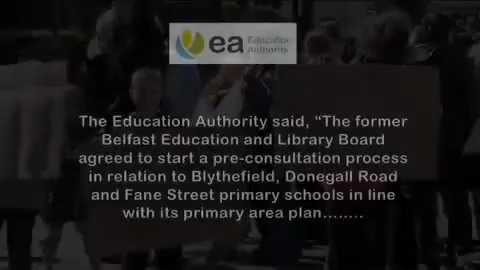 ea Education
Authority
The Education Authority said, “The former
Belfast Education and Library Board
agreed to start a pre-consultation process
in relation to Blythefield, Donegall Road
and Fane Street primary schools in line
with its primary area plan........